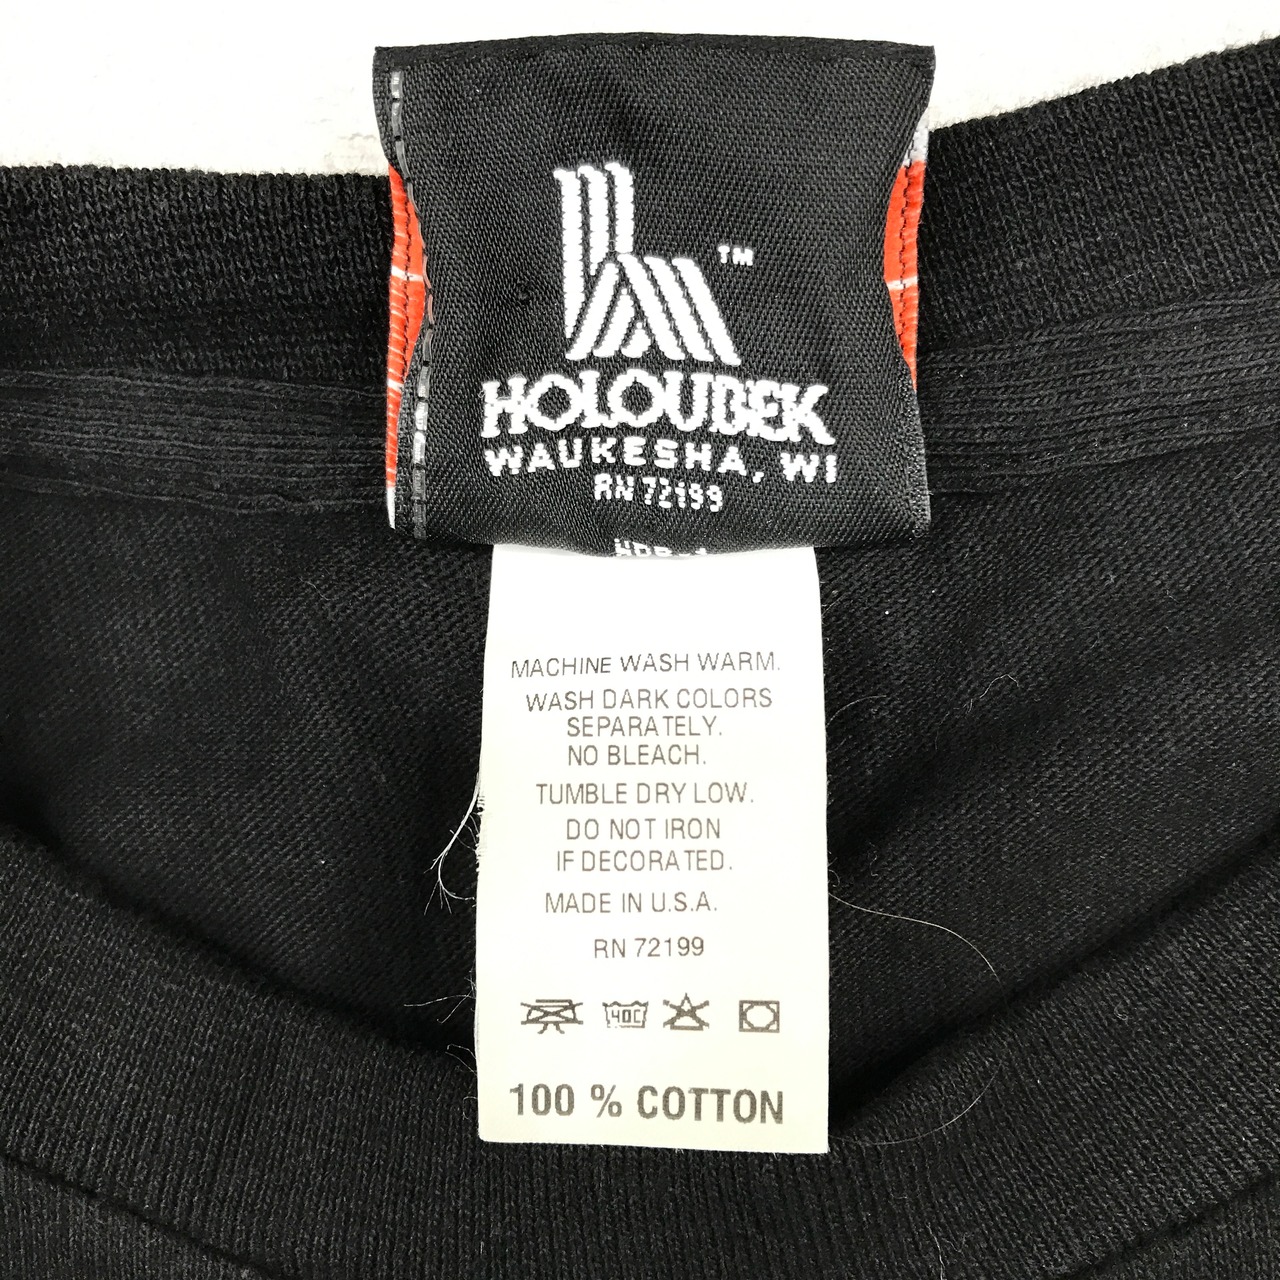 TM
HOLOUBEK
WAUKESHA, WI
RN 72199
MACHINE WASH WARM.
WASH DARK COLORS
SEPARATELY.
NO BLEACH.
TUMBLE DRY LOW.
DO NOT IRON
IF DECORATED.
MADE IN U.S.A.
RN 72199
40C
100 % COTTON